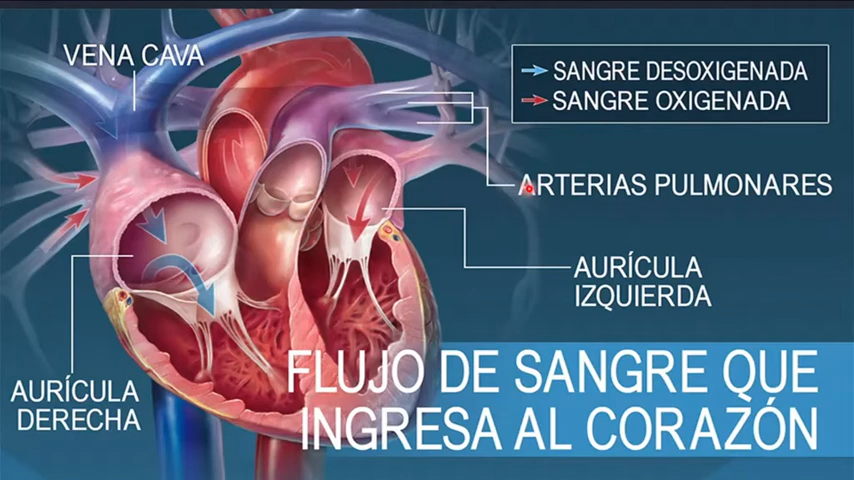 VENA CAVA
SANGRE DESOXIGENADA
SANGRE OXIGENADA
ARTERIAS PULMONARES
AURÍCULA
IZQUIERDA
AURÍCULA
DERECHA
FLUJO DE SANGRE QUE
INGRESA AL CORAZÓN